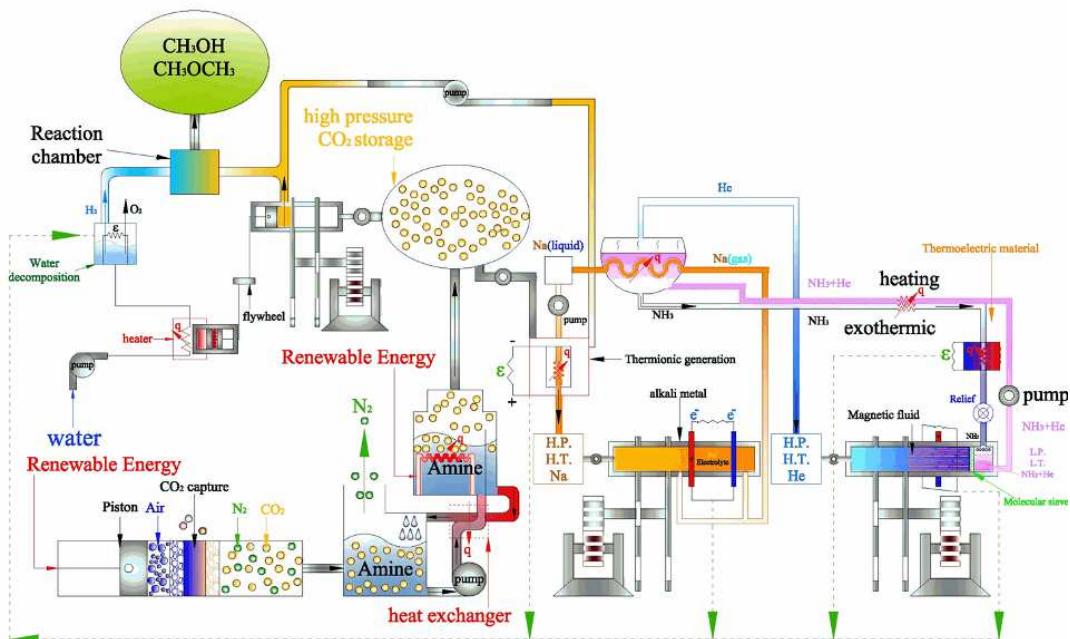 CH₃OH
CH₃OCH₃
Reaction
chamber
pump
high pressure
CO₂ storage
H₂
O₂
ε
Water
decomposition
He
Na(liquid)
q
Na(gas)
Thermoelectric material
NH₃+He
heating
NH₃
NH₃
exothermic
flywheel
heater
q
pump
water
Renewable Energy
pump
-
ε
+
q
Thermionic generation
ε
q
pump
Relief
Magnetic fluid
NH₃
NH₃+He
L.P.
L.T.
NH₃+He
Molecular sieve
alkali metal
e⁻
e⁻
Electrolyte
H.P.
H.T.
Na
H.P.
H.T.
He
N₂
q
Amine
Renewable Energy
CO₂ capture
Piston
Air
N₂
CO₂
Amine
q
pump
heat exchanger